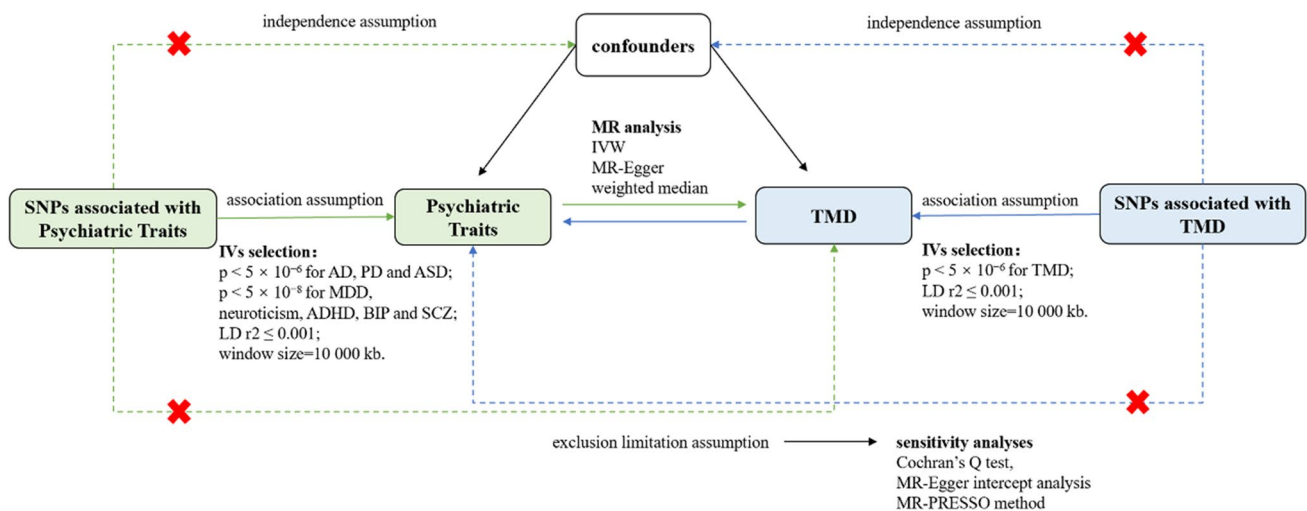 independence assumption
independence assumption
confounders
MR analysis
IVW
MR-Egger
weighted median
SNPs associated with
Psychiatric Traits
association assumption
Psychiatric
Traits
TMD
association assumption
SNPs associated with
TMD
IVs selection：
p < 5 × 10⁻⁶ for AD, PD and ASD;
p < 5 × 10⁻⁸ for MDD,
neuroticism, ADHD, BIP and SCZ;
LD r2 ≤ 0.001;
window size=10 000 kb.
IVs selection：
p < 5 × 10⁻⁶ for TMD;
LD r2 ≤ 0.001;
window size=10 000 kb.
exclusion limitation assumption
sensitivity analyses
Cochran’s Q test,
MR-Egger intercept analysis
MR-PRESSO method